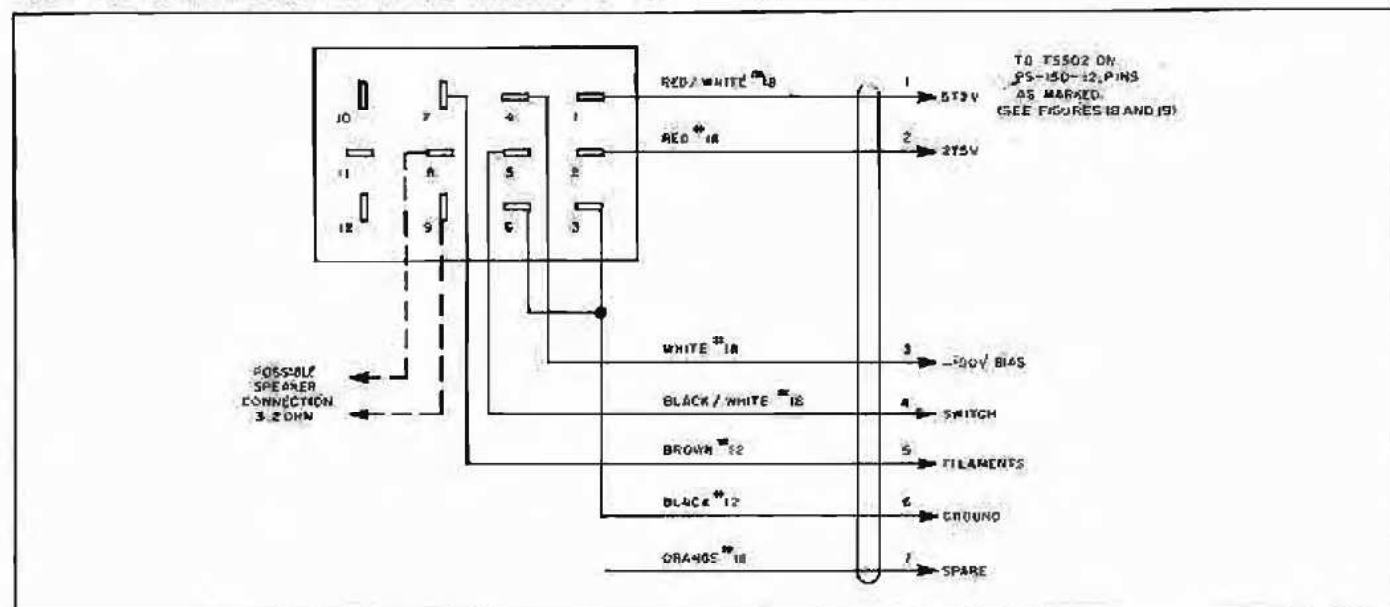 TO TS502 ON
PS-150-12, PINS
AS MARKED.
(SEE FIGURES 18 AND 19)
RED/WHITE #18
1
575V
RED #18
2
275V
10
7
4
1
11
8
5
2
12
9
6
3
WHITE #18
3
BIAS
POSSIBLE
SPEAKER
CONNECTION
3.2 OHM
BLACK/WHITE #18
4
SWITCH
BROWN #12
5
FILAMENTS
BLACK #12
6
GROUND
ORANGE #18
7
SPARE